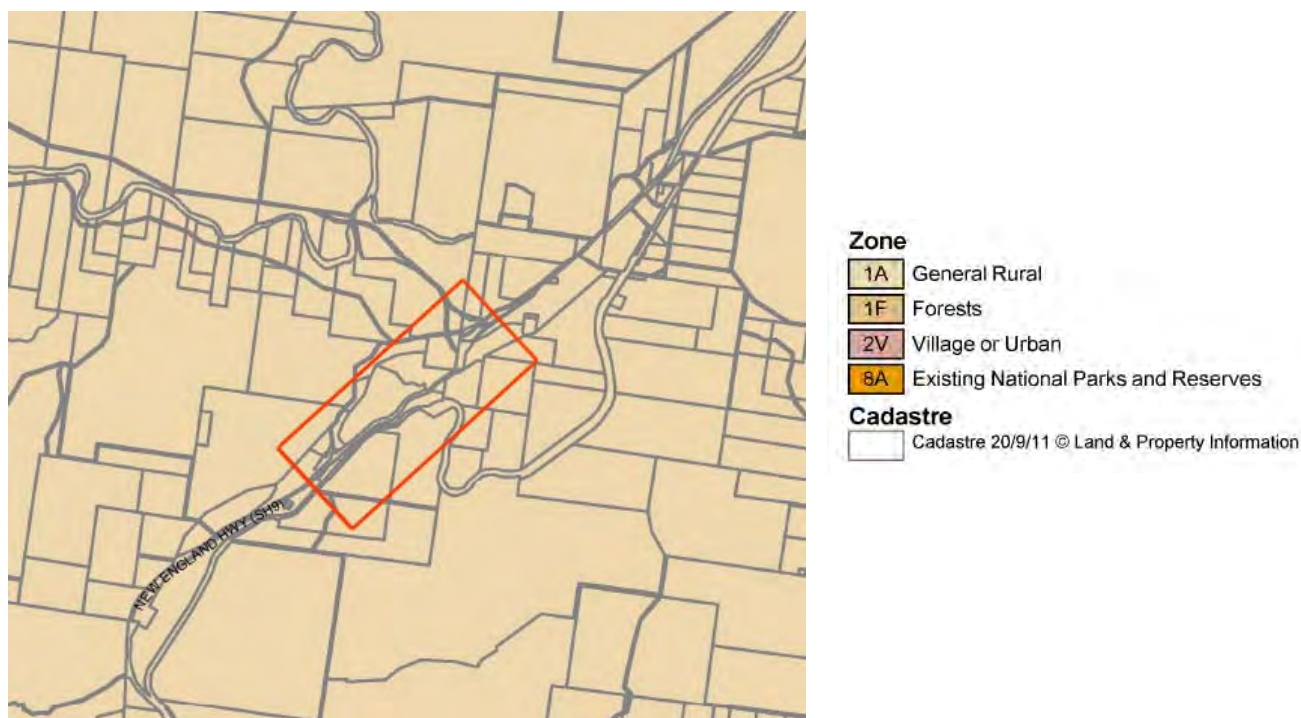 NEW ENGLAND HWY (SH9)
Zone
1A General Rural
1F Forests
2V Village or Urban
8A Existing National Parks and Reserves
Cadastre
Cadastre 20/9/11 © Land & Property Information